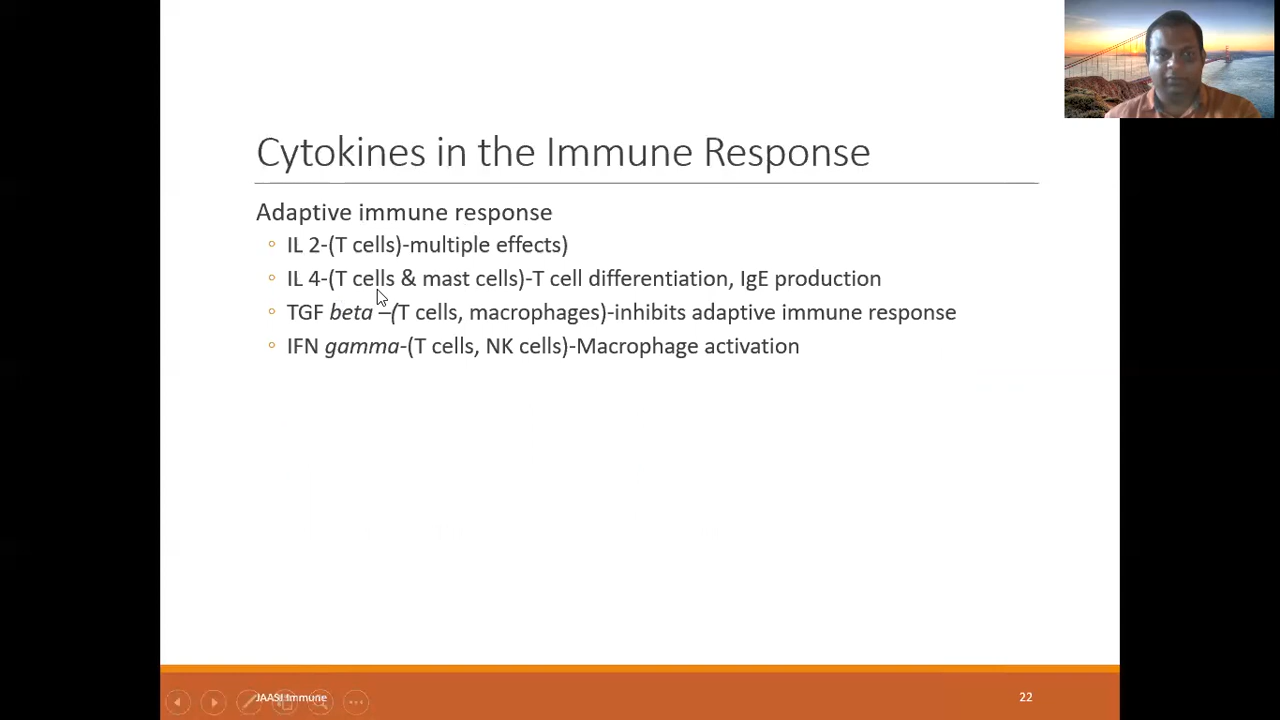 Cytokines in the Immune Response
Adaptive immune response
IL 2-(T cells)-multiple effects)
IL 4-(T cells & mast cells)-T cell differentiation, IgE production
TGF beta –(T cells, macrophages)-inhibits adaptive immune response
IFN gamma-(T cells, NK cells)-Macrophage activation
JAAS! Immune
22